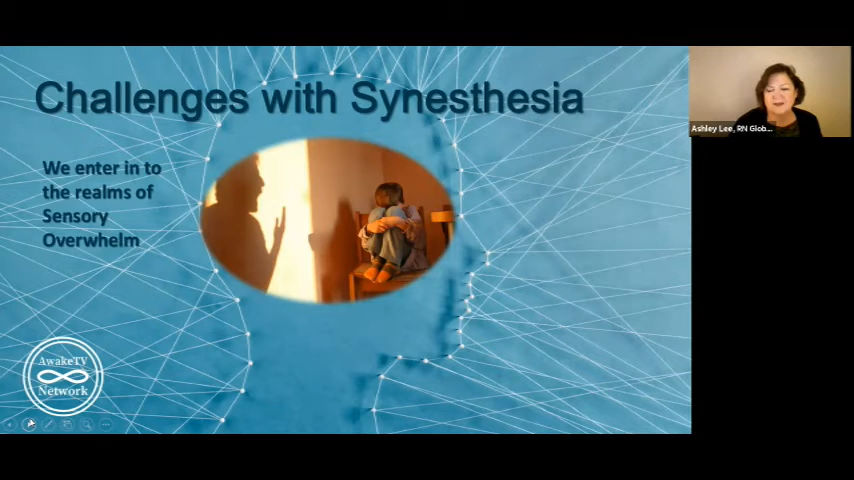 Challenges with Synesthesia
We enter in to
the realms of
Sensory
Overwhelm
AwakeTV
Network
Ashley Lee, RN Glob...